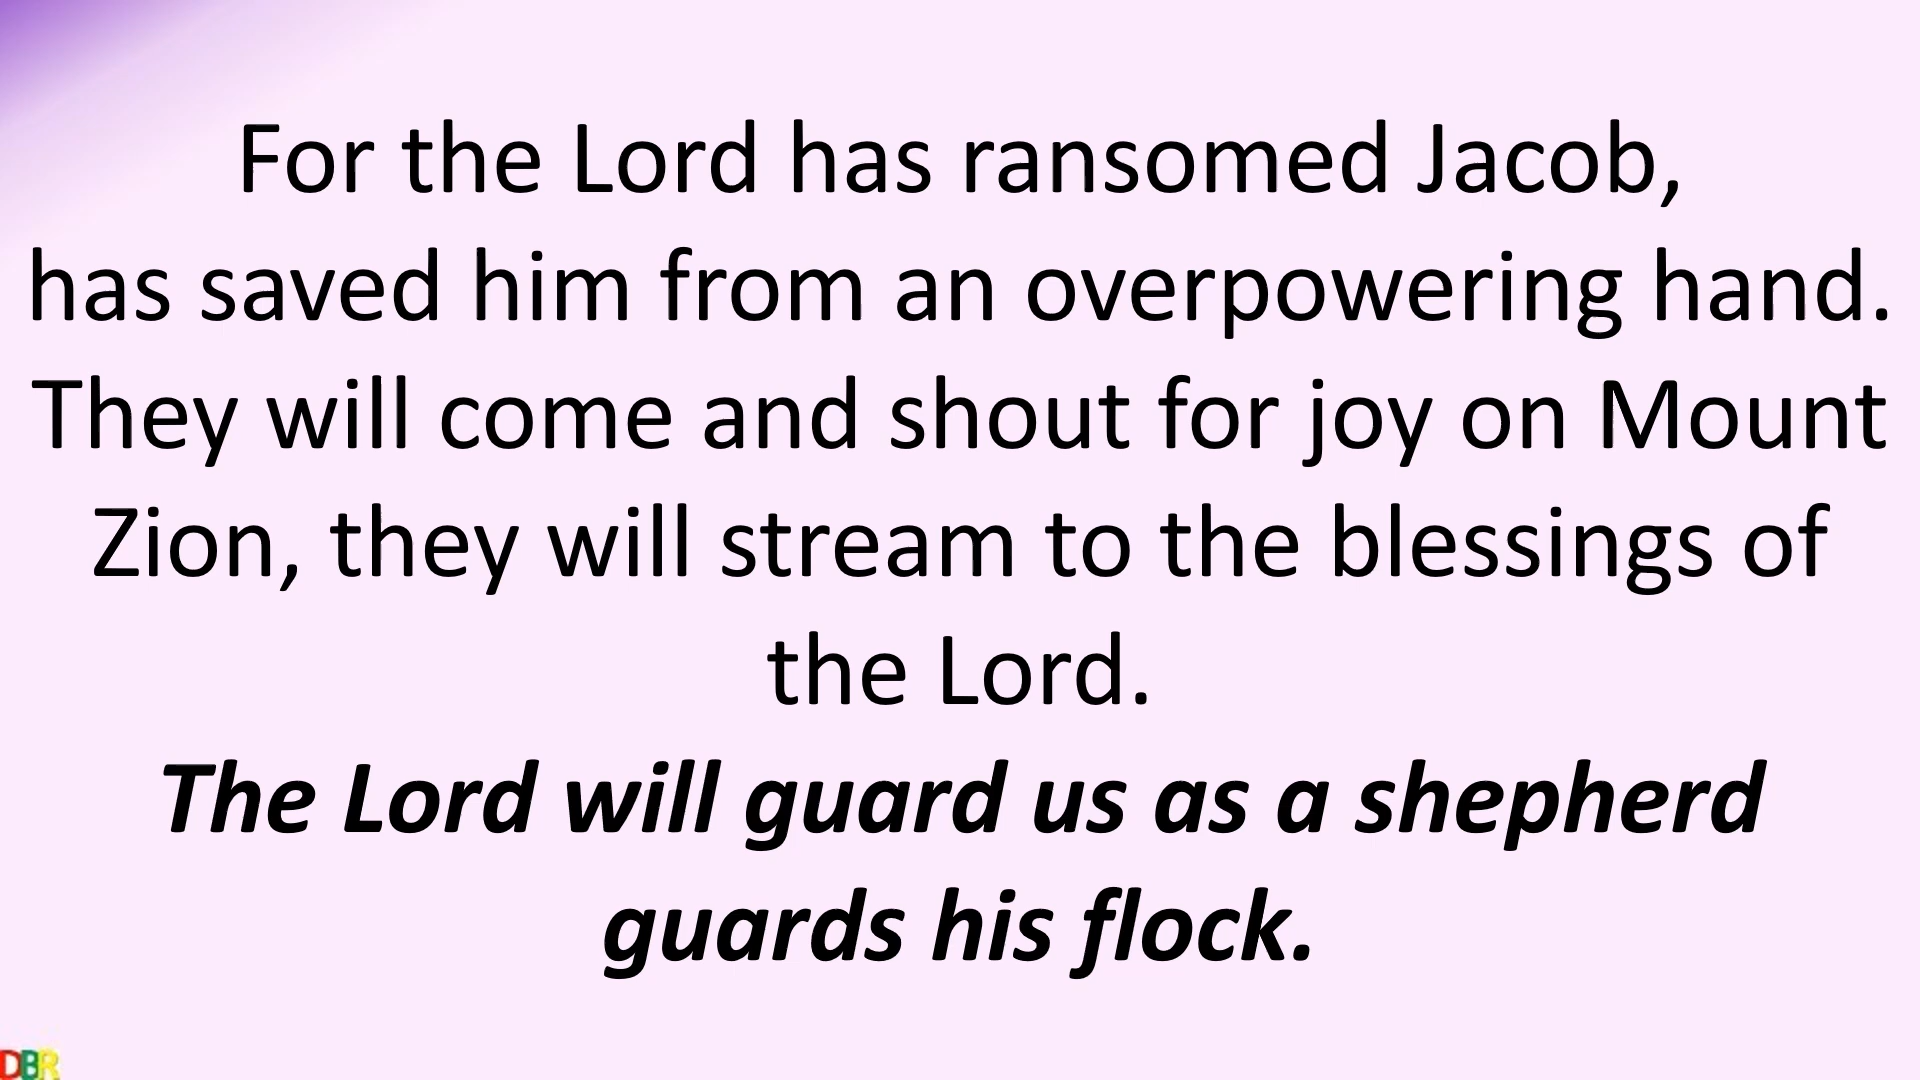 For the Lord has ransomed Jacob,
has saved him from an overpowering hand.
They will come and shout for joy on Mount
Zion, they will stream to the blessings of
the Lord.
The Lord will guard us as a shepherd
guards his flock.
DBR